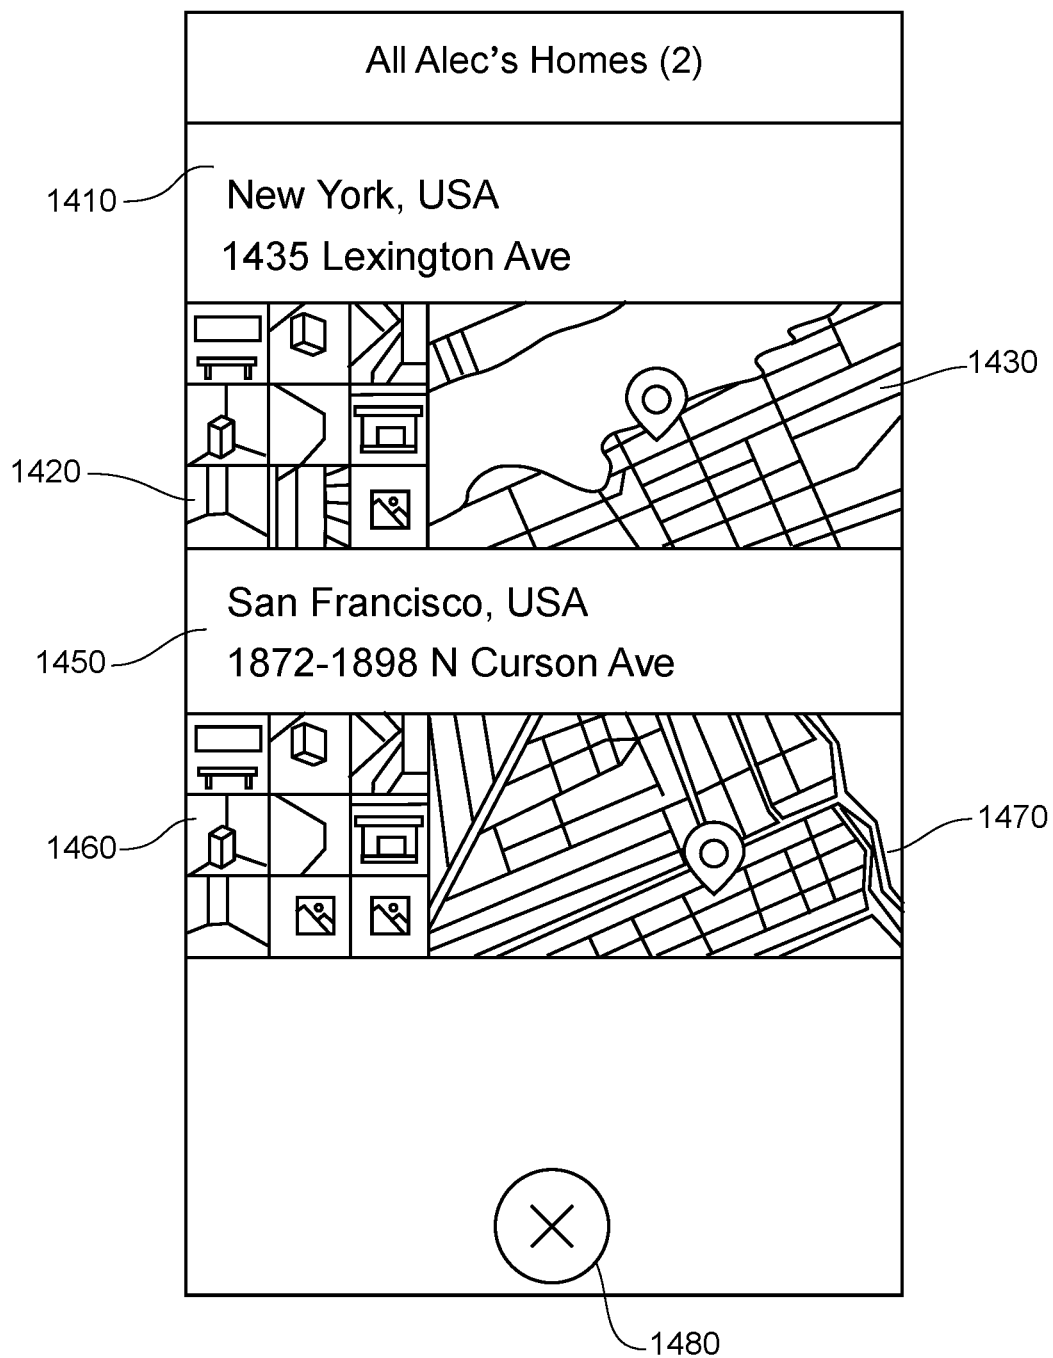 All Alec’s Homes (2)
1410
New York, USA
1435 Lexington Ave
1430
1420
San Francisco, USA
1872-1898 N Curson Ave
1450
1460
1470
1480